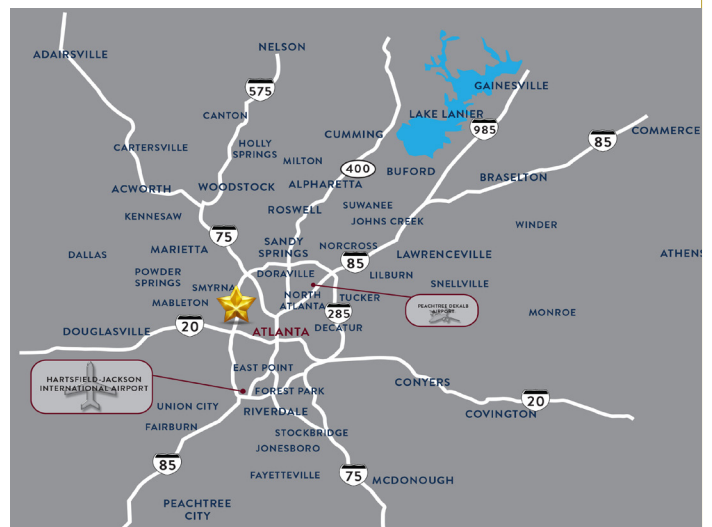 NELSON
ADAIRSVILLE
575
GAINESVILLE
CANTON
LAKE LANIER
985
COMMERCE
CUMMING
85
CARTERSVILLE
HOLLY
SPRINGS
MILTON
400
BUFORD
BRASELTON
ACWORTH
WOODSTOCK
ALPHARETTA
SUWANEE
ROSWELL
KENNESAW
JOHNS CREEK
WINDER
75
MARIETTA
SANDY
SPRINGS
NORCROSS
DALLAS
85
LAWRENCEVILLE
ATHENS
POWDER
SPRINGS
DORAVILLE
LILBURN
SNELLVILLE
SMYRNA
NORTH
ATLANTA
TUCKER
MABLETON
PEACHTREE DEKALB
AIRPORT
MONROE
285
20
DOUGLASVILLE
ATLANTA
DECATUR
EAST POINT
HARTSFIELD-JACKSON
INTERNATIONAL AIRPORT
CONYERS
FOREST PARK
20
UNION CITY
RIVERDALE
COVINGTON
FAIRBURN
STOCKBRIDGE
JONESBORO
85
FAYETTEVILLE
75
MCDONOUGH
PEACHTREE
CITY